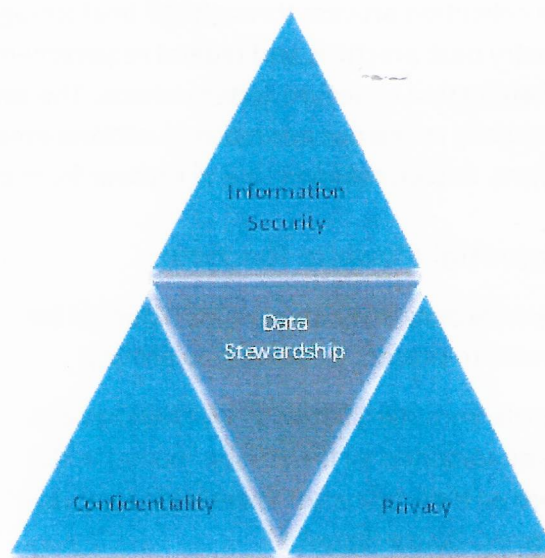 Information
Security
Data
Stewardship
Confidentiality
Privacy